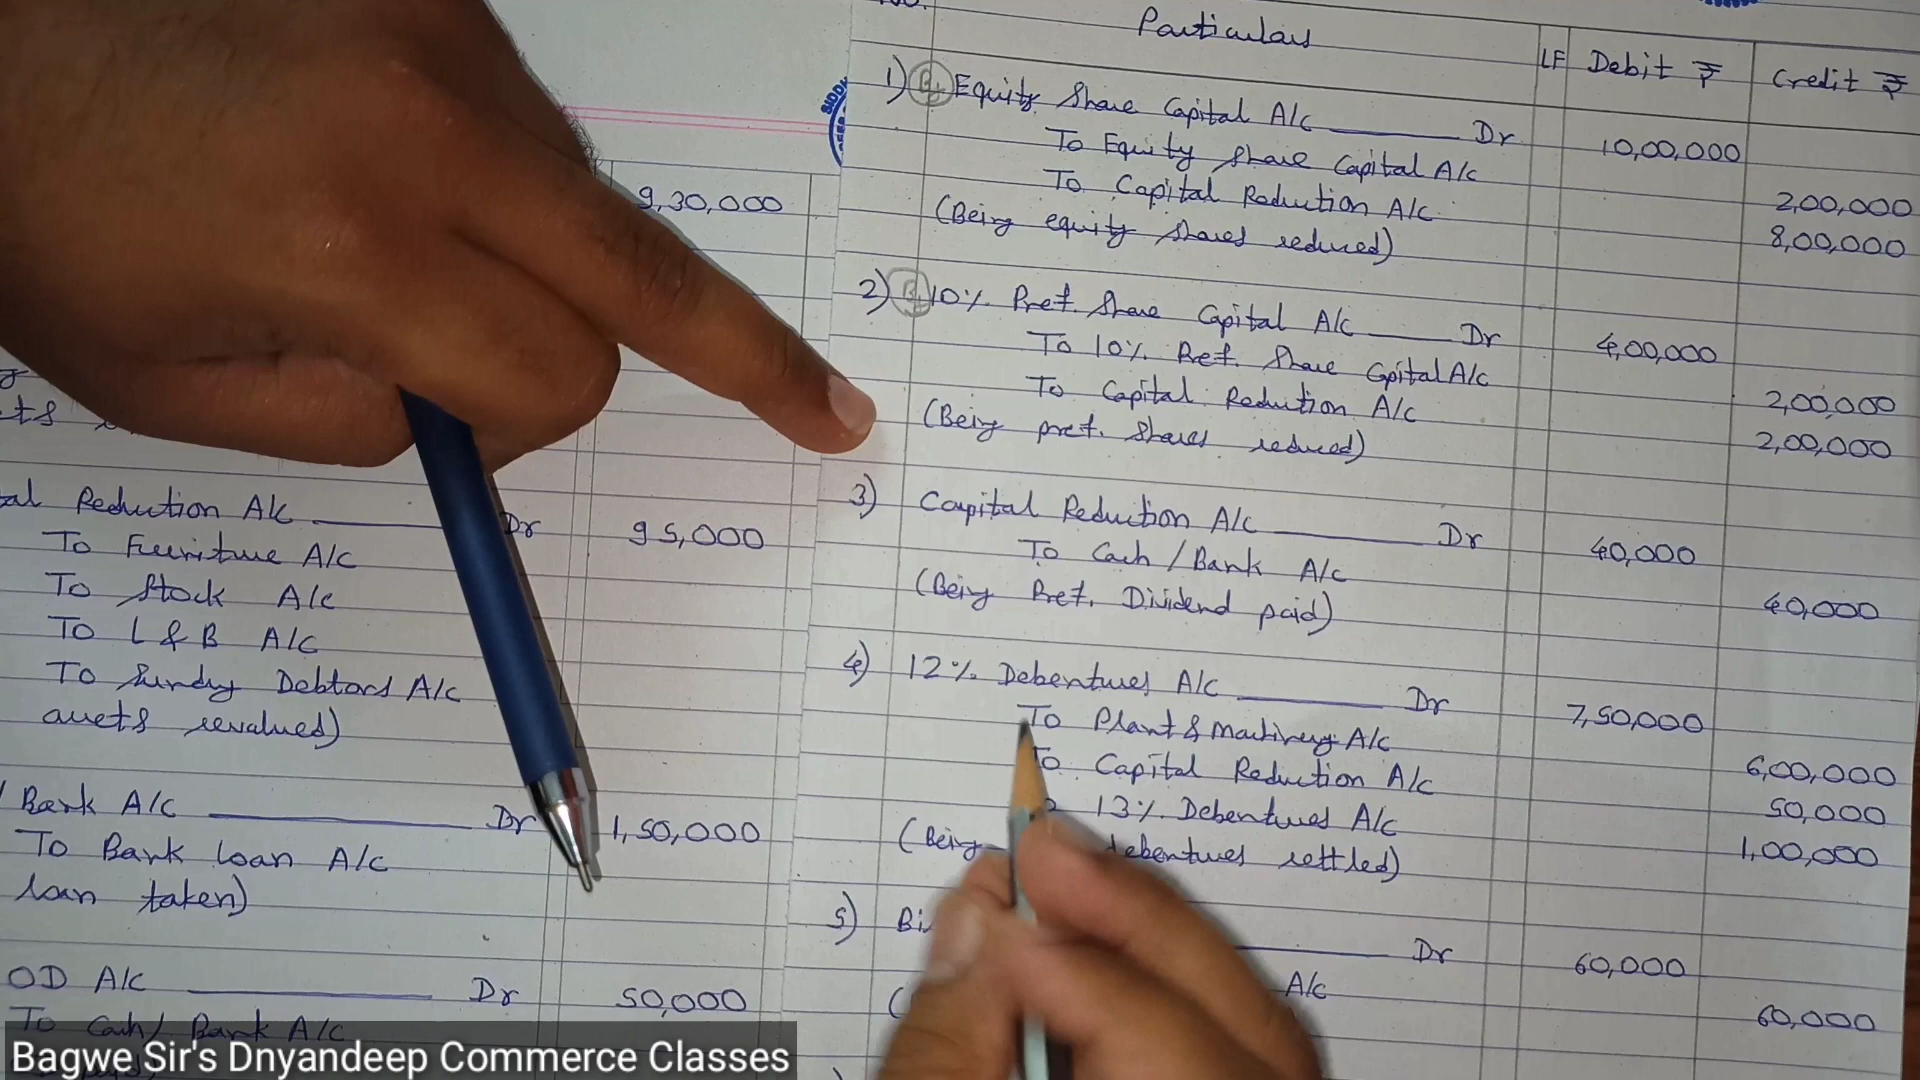 9,30,000
ts
Reduction A/c Dr 95,000
To Furniture A/c
To Stock A/c
To L & B A/c
To Sundry Debtors A/c
assets revalued)
Bank A/c Dr 1,50,000
To Bank loan A/c
loan taken)
OD A/c Dr 50,000
To Cash/ Bank A/c
Particulars LF Debit ₹ Credit ₹
1) Equity Share Capital A/c Dr 10,00,000
To Equity Share Capital A/c 2,00,000
To Capital Reduction A/c 8,00,000
(Being equity shares reduced)
2) 10% Pref. Share Capital A/c Dr 4,00,000
To 10% Pref. Share Capital A/c 2,00,000
To Capital Reduction A/c 2,00,000
(Being pref. shares reduced)
3) Capital Reduction A/c Dr 40,000
To Cash / Bank A/c 40,000
(Being Pref. Dividend paid)
4) 12% Debentures A/c Dr 7,50,000
To Plant & Machinery A/c 6,00,000
To Capital Reduction A/c 50,000
13% Debentures A/c 1,00,000
(Being debentures settled)
5) Dr 60,000
A/c 60,000
Bagwe Sir's Dnyandeep Commerce Classes